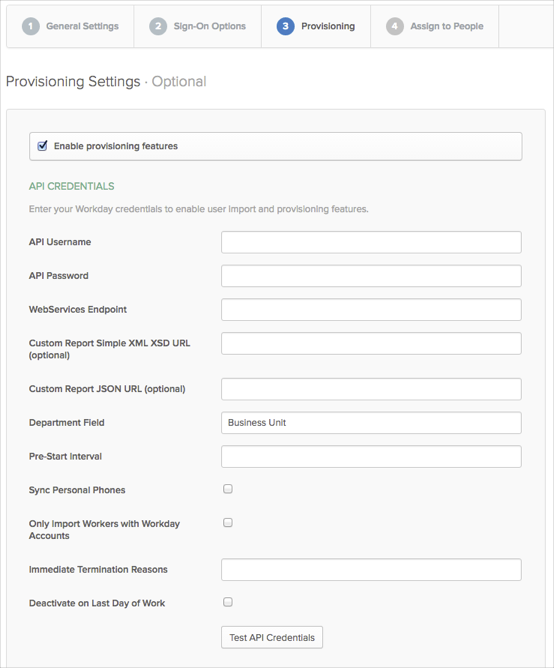 1 General Settings
2 Sign-On Options
3 Provisioning
4 Assign to People
Provisioning Settings · Optional
Enable provisioning features
API CREDENTIALS
Enter your Workday credentials to enable user import and provisioning features.
API Username
API Password
WebServices Endpoint
Custom Report Simple XML XSD URL
(optional)
Custom Report JSON URL (optional)
Department Field
Business Unit
Pre-Start Interval
Sync Personal Phones
Only Import Workers with Workday
Accounts
Immediate Termination Reasons
Deactivate on Last Day of Work
Test API Credentials